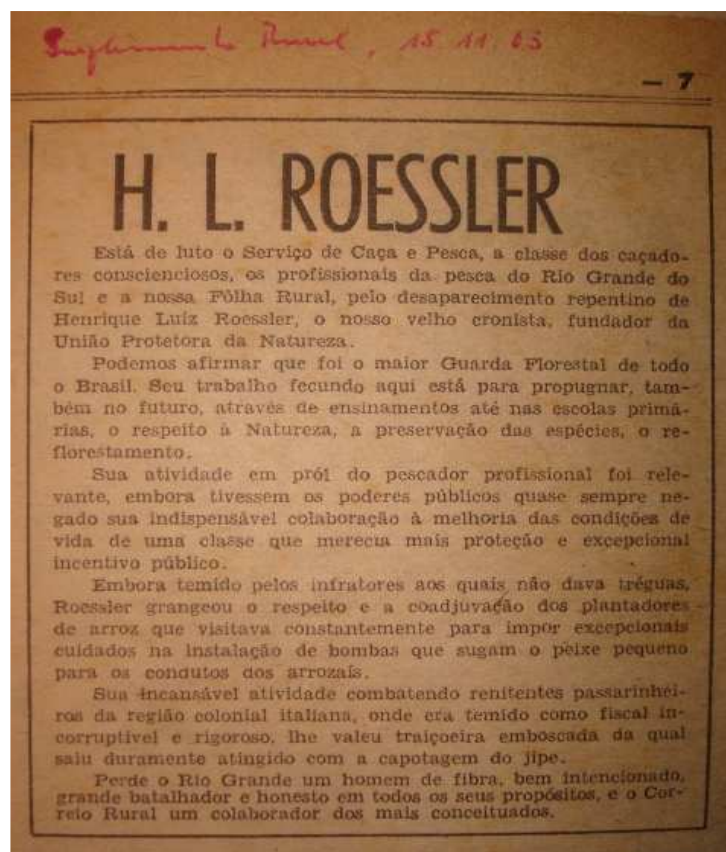 Suplemento Rural, 15.11.63
— 7
H. L. ROESSLER
Está de luto o Serviço de Caça e Pesca, a classe dos caçado-
res conscienciosos, os profissionais da pesca do Rio Grande do
Sul e a nossa Fôlha Rural, pelo desaparecimento repentino de
Henrique Luiz Roessler, o nosso velho cronista, fundador da
União Protetora da Natureza.
Podemos afirmar que foi o maior Guarda Florestal de todo
o Brasil. Seu trabalho fecundo aqui está para propugnar, tam-
bém no futuro, através de ensinamentos até nas escolas primá-
rias, o respeito à Natureza, a preservação das espécies, o re-
florestamento.
Sua atividade em pról do pescador profissional foi rele-
vante, embora tivessem os poderes públicos quase sempre ne-
gado sua indispensável colaboração à melhoria das condições de
vida de uma classe que merecia mais proteção e excepcional
incentivo público.
Embora temido pelos infratores aos quais não dava tréguas,
Roessler grangeou o respeito e a coadjuvação dos plantadores
de arroz que visitava constantemente para impor excepcionais
cuidados na instalação de bombas que sugam o peixe pequeno
para os condutos dos arrozais.
Sua incansável atividade combatendo renitentes passarinhei-
ros da região colonial italiana, onde era temido como fiscal in-
corruptivel e rigoroso, lhe valeu traiçoeira emboscada da qual
saiu duramente atingido com a capotagem do jipe.
Perde o Rio Grande um homem de fibra, bem intencionado,
grande batalhador e honesto em todos os seus propósitos, e o Cor-
reio Rural um colaborador dos mais conceituados.